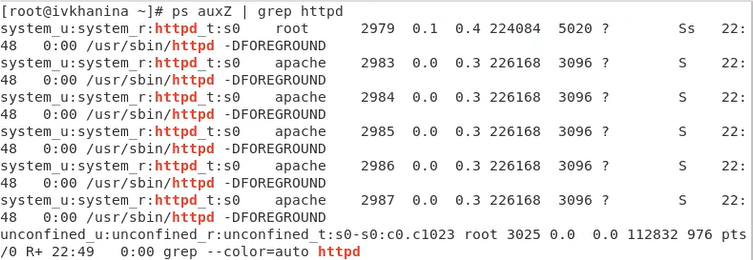 [root@ivkhanina ~]# ps auxZ | grep httpd
system_u:system_r:httpd_t:s0    root      2979  0.1  0.4 224084  5020 ?        Ss   22:
48   0:00 /usr/sbin/httpd -DFOREGROUND
system_u:system_r:httpd_t:s0    apache    2983  0.0  0.3 226168  3096 ?        S    22:
48   0:00 /usr/sbin/httpd -DFOREGROUND
system_u:system_r:httpd_t:s0    apache    2984  0.0  0.3 226168  3096 ?        S    22:
48   0:00 /usr/sbin/httpd -DFOREGROUND
system_u:system_r:httpd_t:s0    apache    2985  0.0  0.3 226168  3096 ?        S    22:
48   0:00 /usr/sbin/httpd -DFOREGROUND
system_u:system_r:httpd_t:s0    apache    2986  0.0  0.3 226168  3096 ?        S    22:
48   0:00 /usr/sbin/httpd -DFOREGROUND
system_u:system_r:httpd_t:s0    apache    2987  0.0  0.3 226168  3096 ?        S    22:
48   0:00 /usr/sbin/httpd -DFOREGROUND
unconfined_u:unconfined_r:unconfined_t:s0-s0:c0.c1023 root 3025 0.0  0.0 112832 976 pts
/0 R+ 22:49   0:00 grep --color=auto httpd